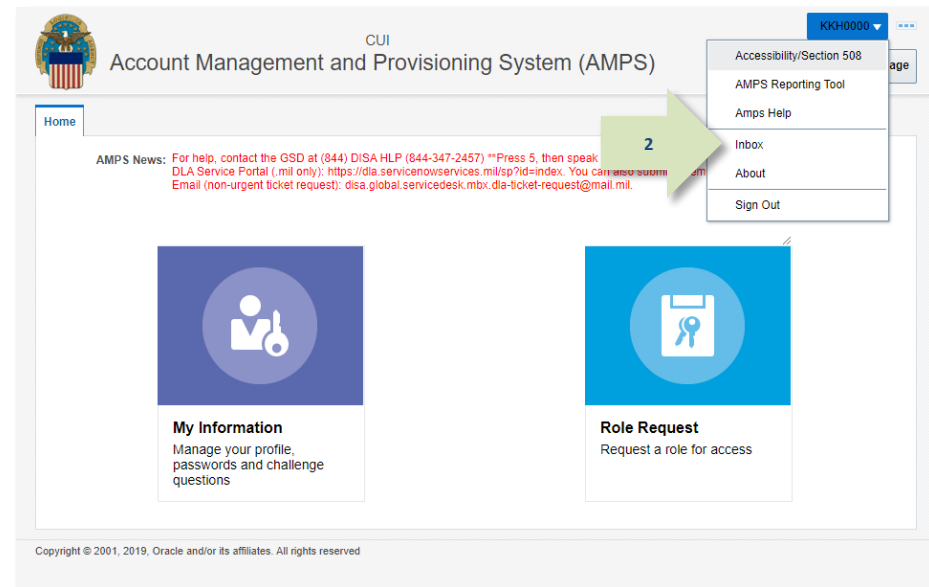 CUI
Account Management and Provisioning System (AMPS)
KKH0000
age
Accessibility/Section 508
AMPS Reporting Tool
Amps Help
Inbox
About
Sign Out
2
Home
AMPS News: For help, contact the GSD at (844) DISA HLP (844-347-2457) **Press 5, then speak
DLA Service Portal (.mil only): https://dla.servicenowservices.mil/sp?id=index. You can also submit
Email (non-urgent ticket request): disa.global.servicedesk.mbx.dla-ticket-request@mail.mil.
My Information
Manage your profile,
passwords and challenge
questions
Role Request
Request a role for access
Copyright © 2001, 2019, Oracle and/or its affiliates. All rights reserved